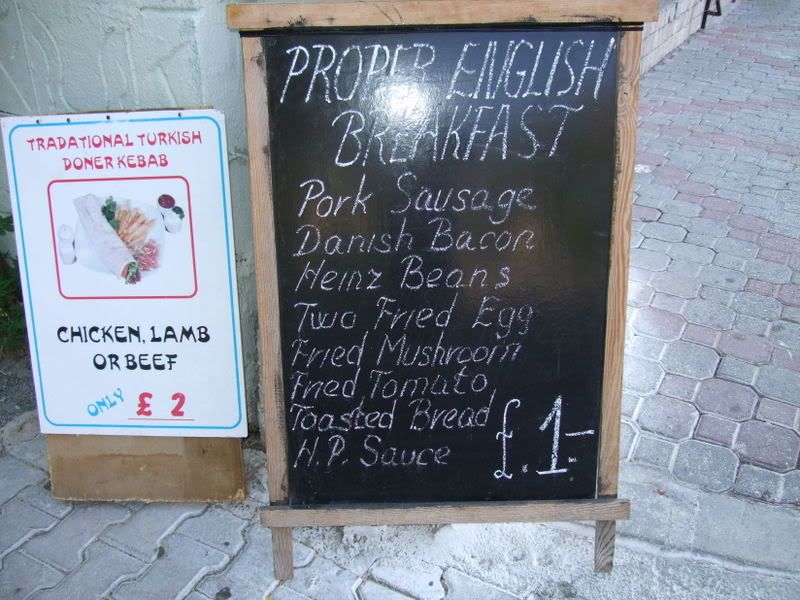 TRADATIONAL TURKISH
DONER KEBAB
CHICKEN, LAMB
OR BEEF
ONLY £ 2
PROPER ENGLISH
BREAKFAST
Pork Sausage
Danish Bacon
Heinz Beans
Two Fried Egg
Fried Mushroom
Fried Tomato
Toasted Bread
H.P. Sauce
£.1-